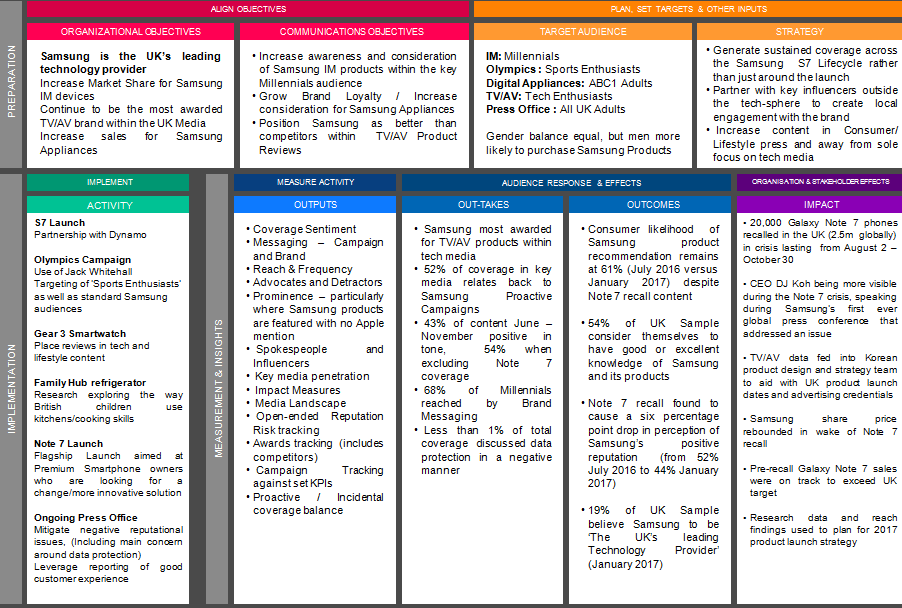 ALIGN OBJECTIVES
PLAN, SET TARGETS & OTHER INPUTS
PREPARATION
ORGANIZATIONAL OBJECTIVES
Samsung is the UK's leading
technology provider
Increase Market Share for Samsung
IM devices
Continue to be the most awarded
TV/AV brand within the UK Media
Increase sales for Samsung
Appliances
COMMUNICATIONS OBJECTIVES
• Increase awareness and consideration
of Samsung IM products within the key
Millennials audience
• Grow Brand Loyalty / Increase
consideration for Samsung Appliances
• Position Samsung as better than
competitors within TV/AV Product
Reviews
TARGET AUDIENCE
IM: Millennials
Olympics : Sports Enthusiasts
Digital Appliances: ABC1 Adults
TV/AV: Tech Enthusiasts
Press Office : All UK Adults
Gender balance equal, but men more
likely to purchase Samsung Products
STRATEGY
• Generate sustained coverage across
the Samsung S7 Lifecycle rather
than just around the launch
• Partner with key influencers outside
the tech-sphere to create local
engagement with the brand
• Increase content in Consumer/
Lifestyle press and away from sole
focus on tech media
IMPLEMENTATION
IMPLEMENT
ACTIVITY
S7 Launch
Partnership with Dynamo
Olympics Campaign
Use of Jack Whitehall
Targeting of 'Sports Enthusiasts'
as well as standard Samsung
audiences
Gear 3 Smartwatch
Place reviews in tech and
lifestyle content
Family Hub refrigerator
Research exploring the way
British children use
kitchens/cooking skills
Note 7 Launch
Flagship Launch aimed at
Premium Smartphone owners
who are looking for a
change/more innovative solution
Ongoing Press Office
Mitigate negative reputational
issues, (Including main concern
around data protection)
Leverage reporting of good
customer experience
MEASUREMENT & INSIGHTS
MEASURE ACTIVITY
OUTPUTS
• Coverage Sentiment
• Messaging – Campaign
and Brand
• Reach & Frequency
• Advocates and Detractors
• Prominence – particularly
where Samsung products
are featured with no Apple
mention
• Spokespeople and
Influencers
• Key media penetration
• Impact Measures
• Media Landscape
• Open-ended Reputation
Risk tracking
• Awards tracking (includes
competitors)
• Campaign Tracking
against set KPIs
• Proactive / Incidental
coverage balance
AUDIENCE RESPONSE & EFFECTS
OUT-TAKES
• Samsung most awarded
for TV/AV products within
tech media
• 52% of coverage in key
media relates back to
Samsung Proactive
Campaigns
• 43% of content June –
November positive in
tone, 54% when
excluding Note 7
coverage
• 68% of Millennials
reached by Brand
Messaging
• Less than 1% of total
coverage discussed data
protection in a negative
manner
OUTCOMES
• Consumer likelihood of
Samsung product
recommendation remains
at 61% (July 2016 versus
January 2017) despite
Note 7 recall content
• 54% of UK Sample
consider themselves to
have good or excellent
knowledge of Samsung
and its products
• Note 7 recall found to
cause a six percentage
point drop in perception of
Samsung's positive
reputation (from 52%
July 2016 to 44% January
2017)
• 19% of UK Sample
believe Samsung to be
'The UK's leading
Technology Provider'
(January 2017)
ORGANISATION & STAKEHOLDER EFFECTS
IMPACT
• 20,000 Galaxy Note 7 phones
recalled in the UK (2.5m globally)
in crisis lasting from August 2 –
October 30
• CEO DJ Koh being more visible
during the Note 7 crisis, speaking
during Samsung's first ever
global press conference that
addressed an issue
• TV/AV data fed into Korean
product design and strategy team
to aid with UK product launch
dates and advertising credentials
• Samsung share price
rebounded in wake of Note 7
recall
• Pre-recall Galaxy Note 7 sales
were on track to exceed UK
target
• Research data and reach
findings used to plan for 2017
product launch strategy